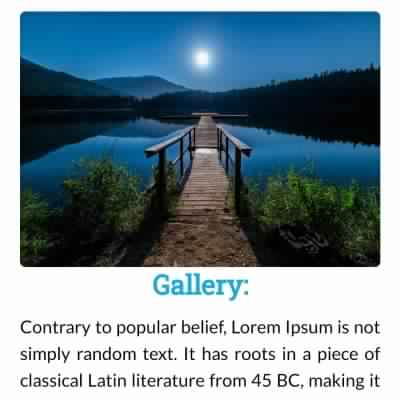 Gallery:
Contrary to popular belief, Lorem Ipsum is not
simply random text. It has roots in a piece of
classical Latin literature from 45 BC, making it